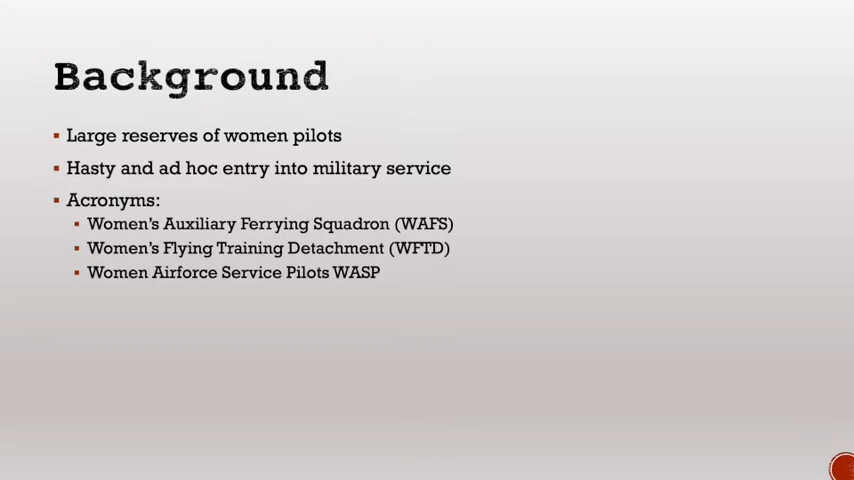 Background
▪ Large reserves of women pilots
▪ Hasty and ad hoc entry into military service
▪ Acronyms:
▪ Women's Auxiliary Ferrying Squadron (WAFS)
▪ Women's Flying Training Detachment (WFTD)
▪ Women Airforce Service Pilots WASP